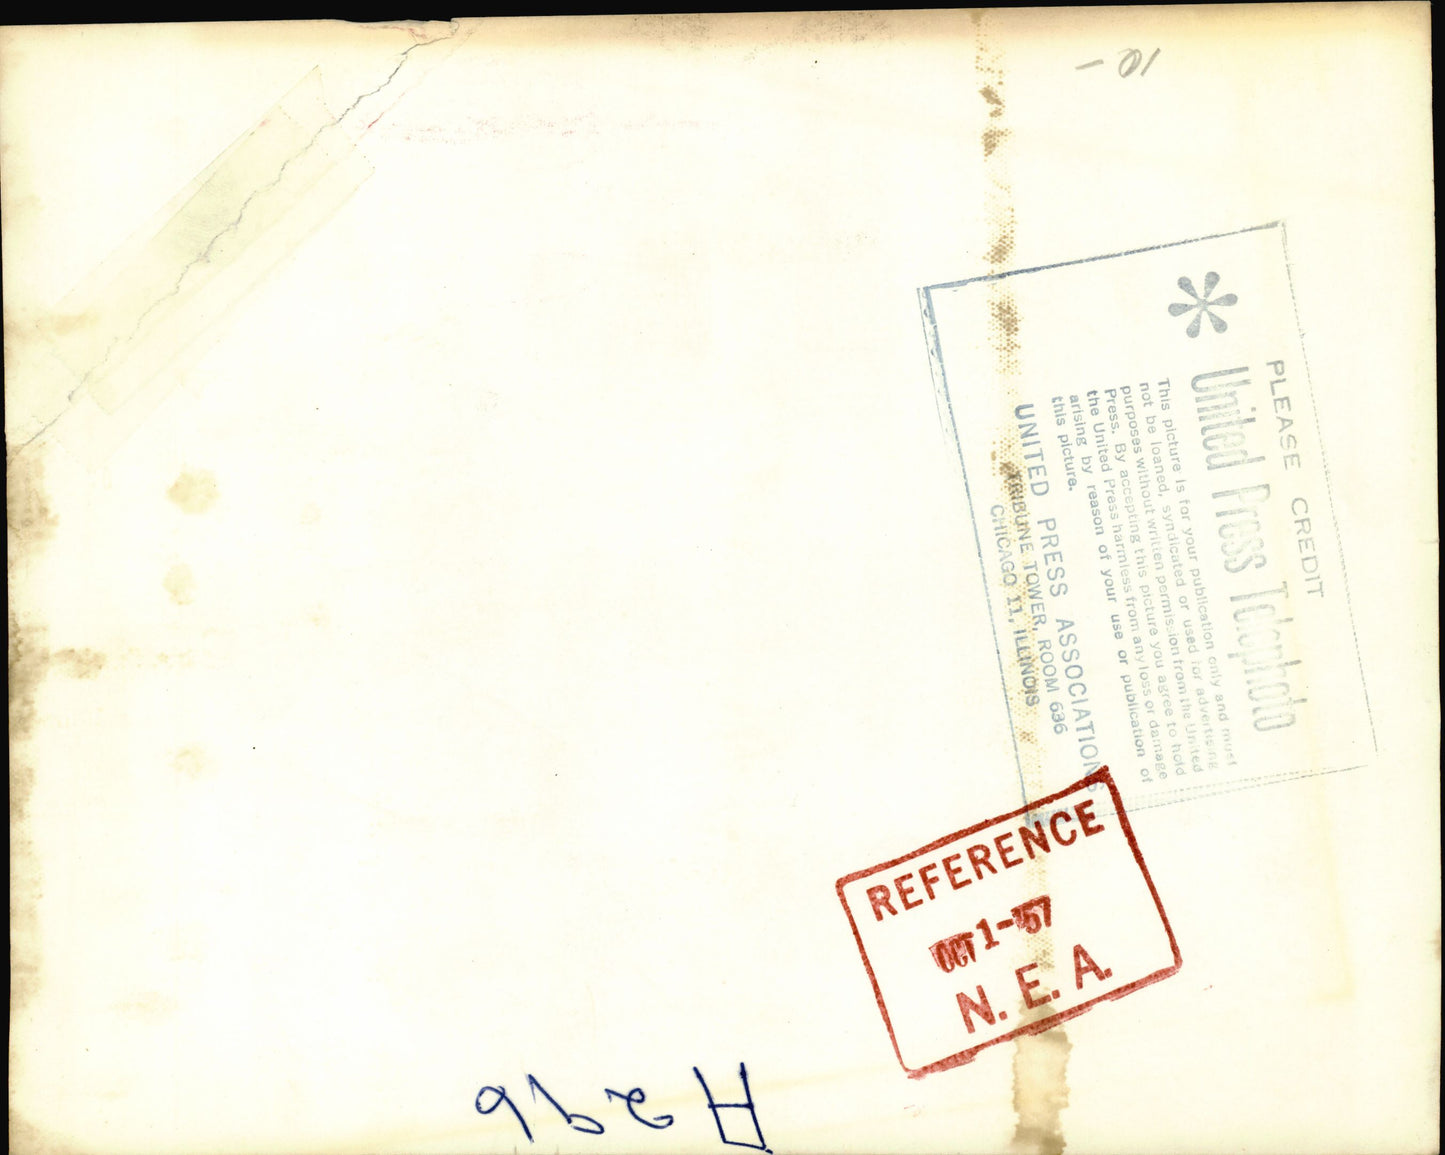 10 -
PLEASE CREDIT
United Press Telephoto
This picture is for your publication only and must
not be loaned, syndicated or used for advertising
purposes without written permission from the United
Press. By accepting this picture you agree to hold
the United Press harmless from any loss or damage
arising by reason of your use or publication of
this picture.
UNITED PRESS ASSOCIATIONS
TRIBUNE TOWER, ROOM 636
CHICAGO 11, ILLINOIS
REFERENCE
OCT 1-'57
N. E. A.
A296